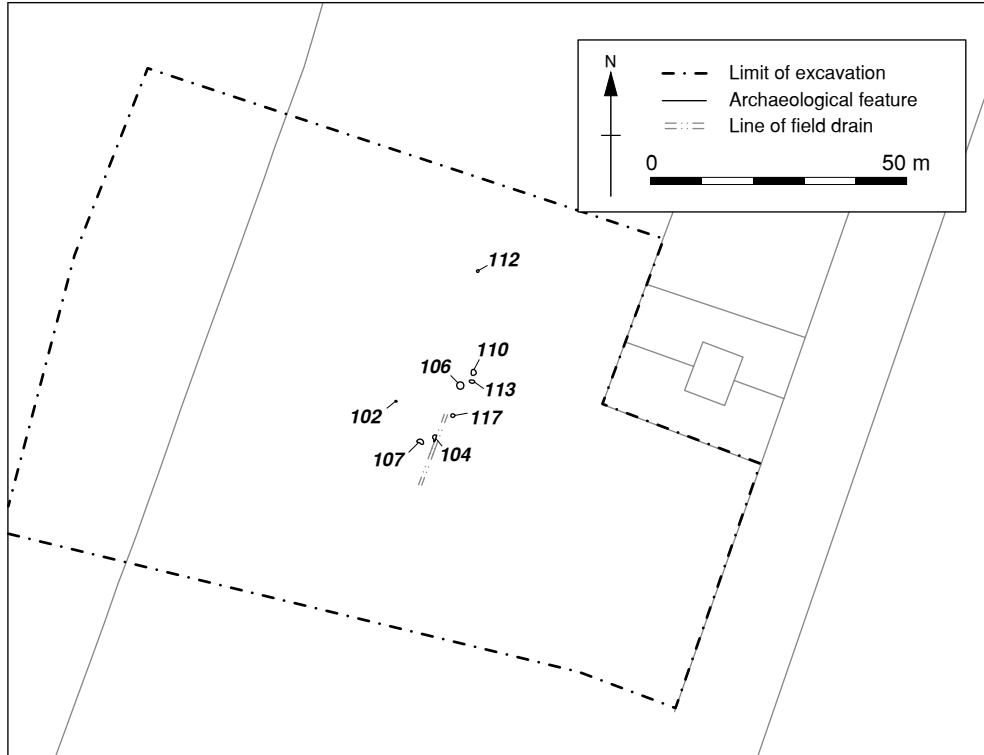 N
Limit of excavation
Archaeological feature
Line of field drain
0 50 m
112
110
106
113
102
117
107
104